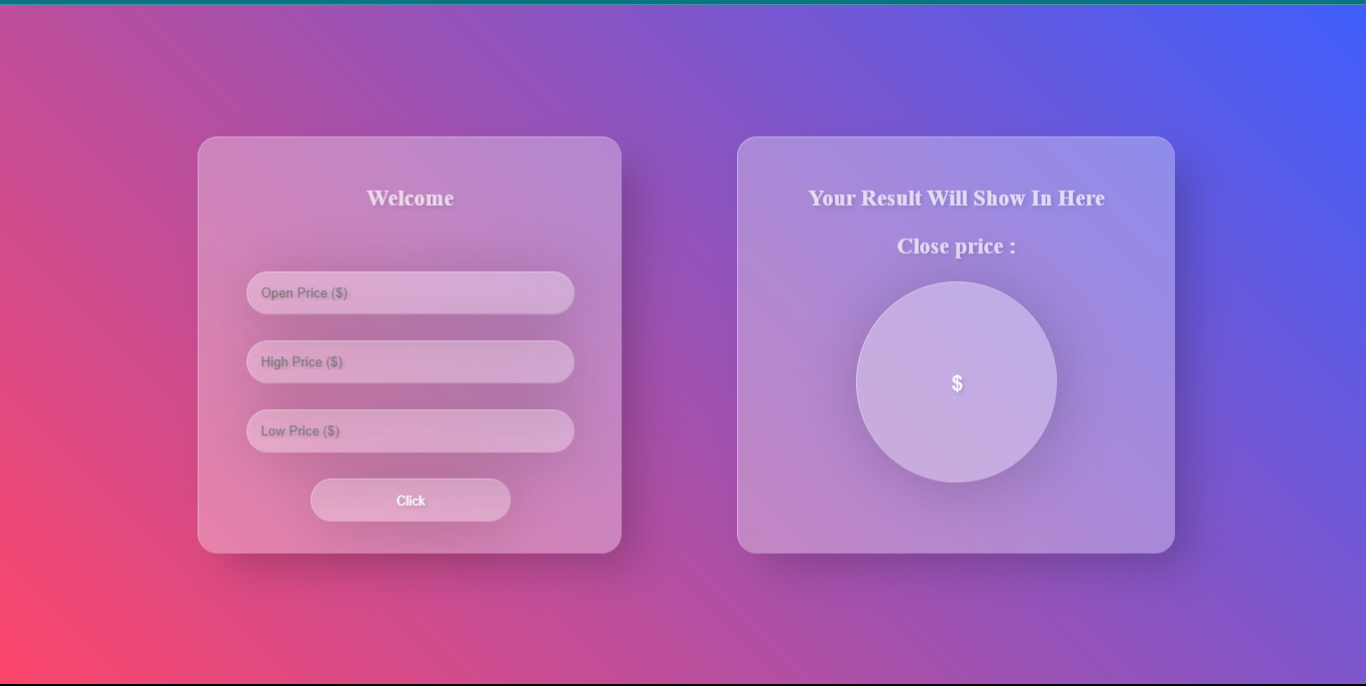 Welcome
Open Price ($)
High Price ($)
Low Price ($)
Click
Your Result Will Show In Here
Close price :
$